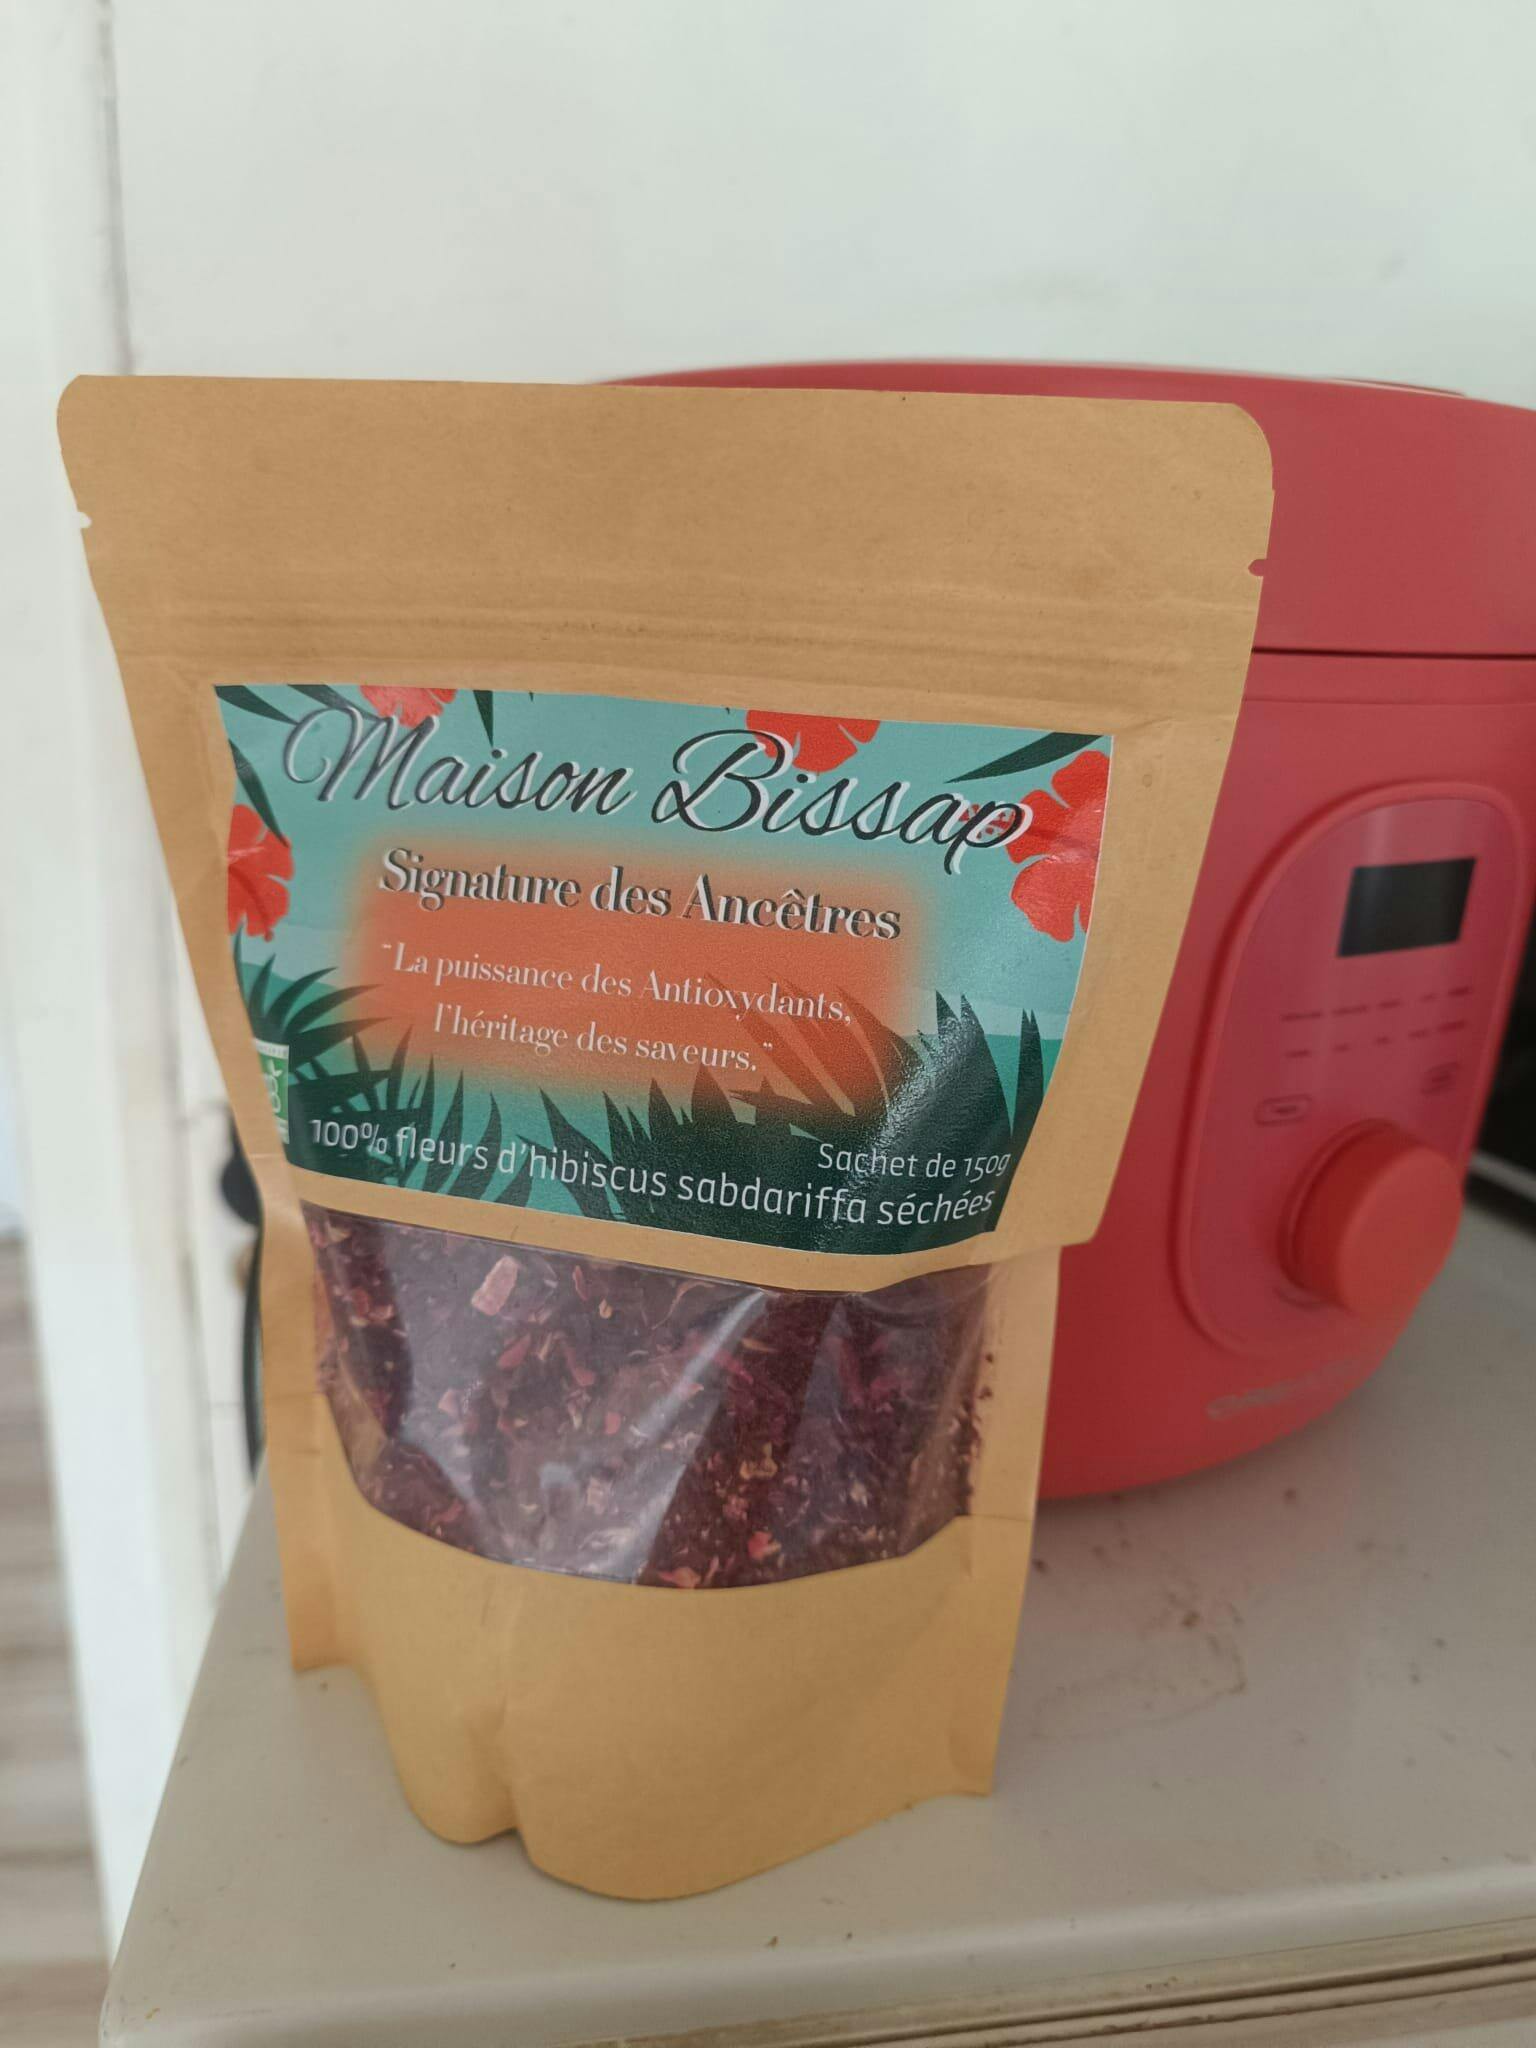 Maison Bissap
Signature des Ancêtres
"La puissance des Antioxydants,
l'héritage des saveurs."
Sachet de 150g
100% fleurs d'hibiscus sabdariffa séchées